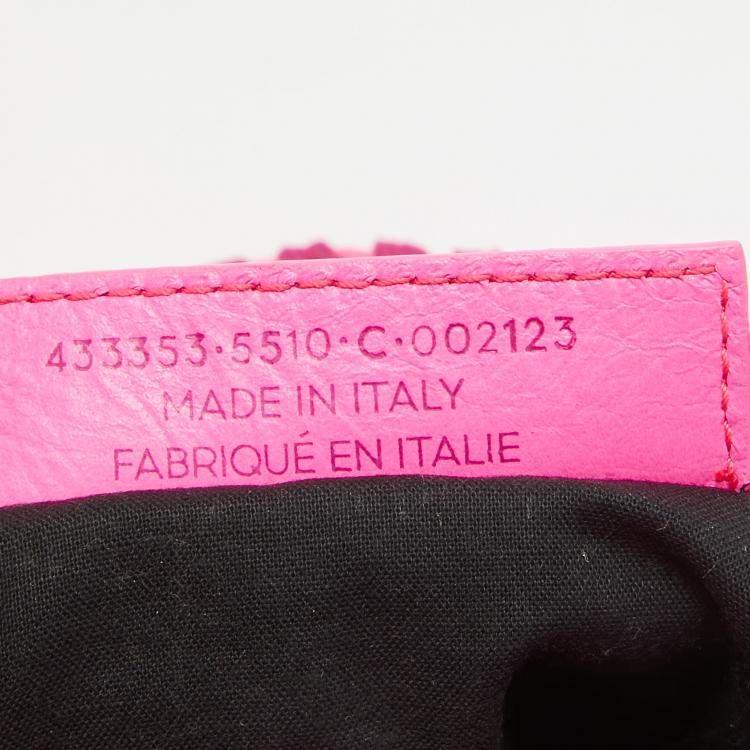 433353·5510·C·002123
MADE IN ITALY
FABRIQUÉ EN ITALIE